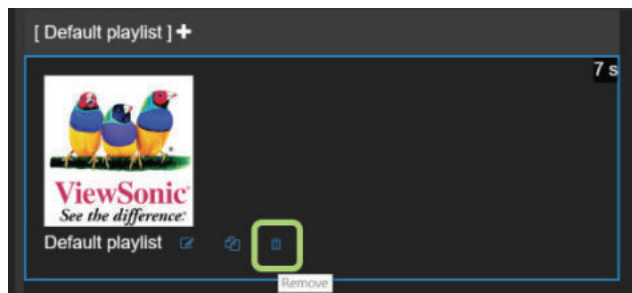 [ Default playlist ]
7 s
ViewSonic
See the difference.
Default playlist
Remove